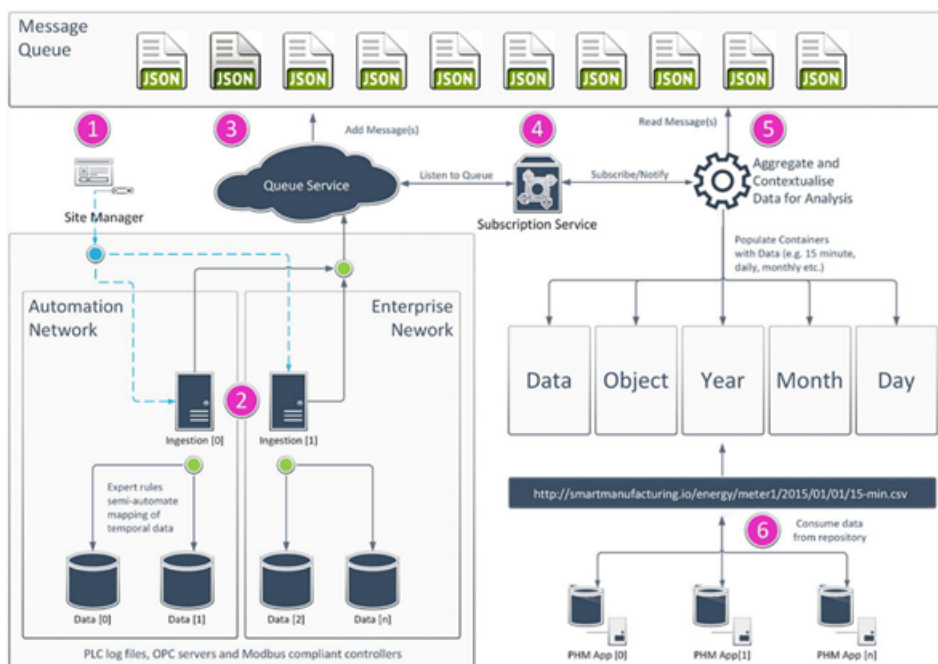 Message
Queue
JSON JSON JSON JSON JSON JSON JSON JSON JSON JSON
1
3
Add Message(s)
4
Read Message(s)
5
Site Manager
Queue Service
Listen to Queue
Subscription Service
Subscribe/Notify
Aggregate and
Contextualise
Data for Analysis
Populate Containers
with Data (e.g. 15 minute,
daily, monthly etc.)
Automation
Network
Enterprise
Nework
2
Ingestion [0]
Ingestion [1]
Expert rules
semi-automate
mapping of
temporal data
Data [0]
Data [1]
Data [2]
Data [n]
PLC log files, OPC servers and Modbus compliant controllers
Data
Object
Year
Month
Day
http://smartmanufacturing.io/energy/meter1/2015/01/01/15-min.csv
6
Consume data
from repository
PHM App [0]
PHM App[1]
PHM App [n]